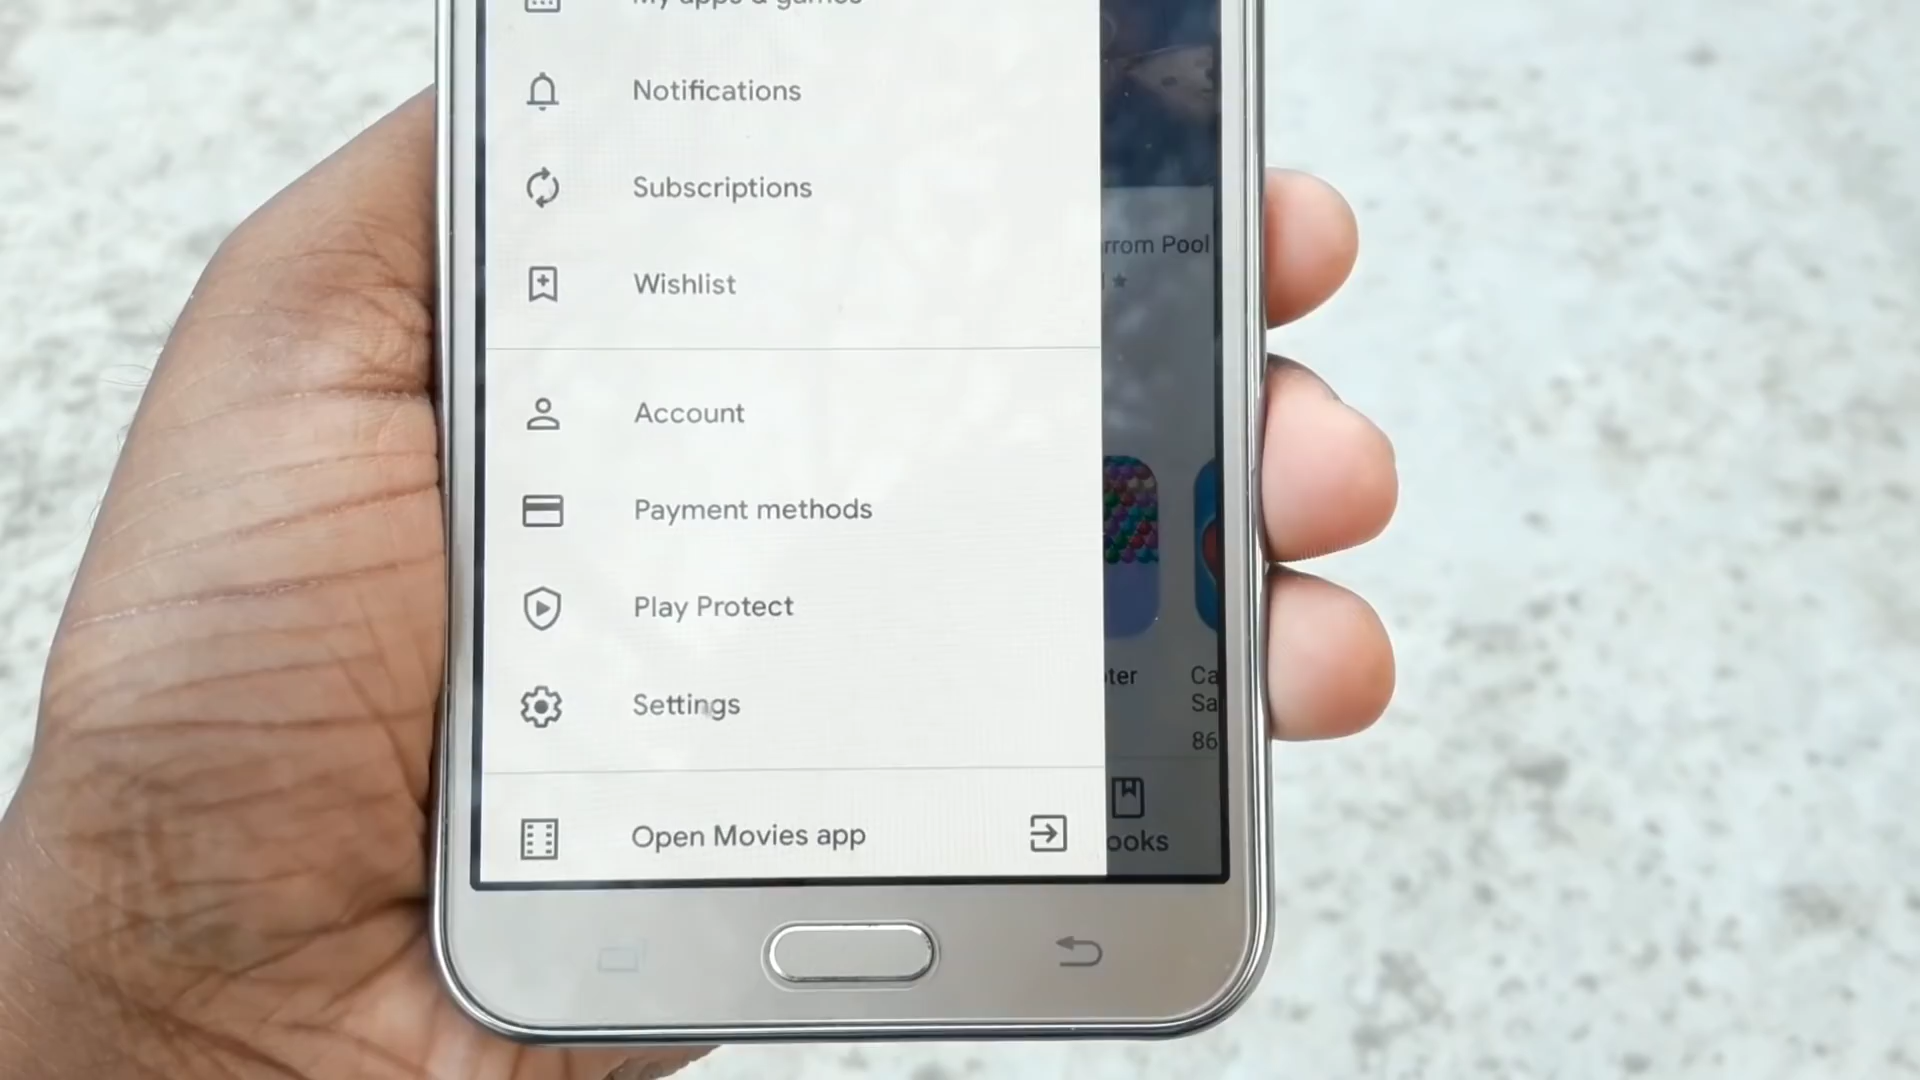 My apps & games
Notifications
Subscriptions
Wishlist
rrom Pool
Account
Payment methods
Play Protect
ter
Ca
Settings
Sa
86
Open Movies app
ooks